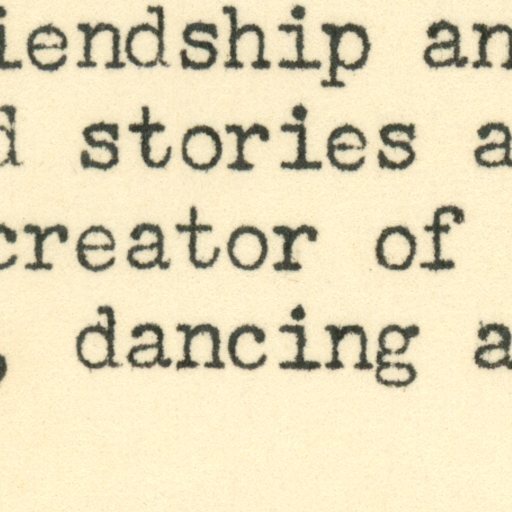 iendship an
d stories a
creator of
, dancing a